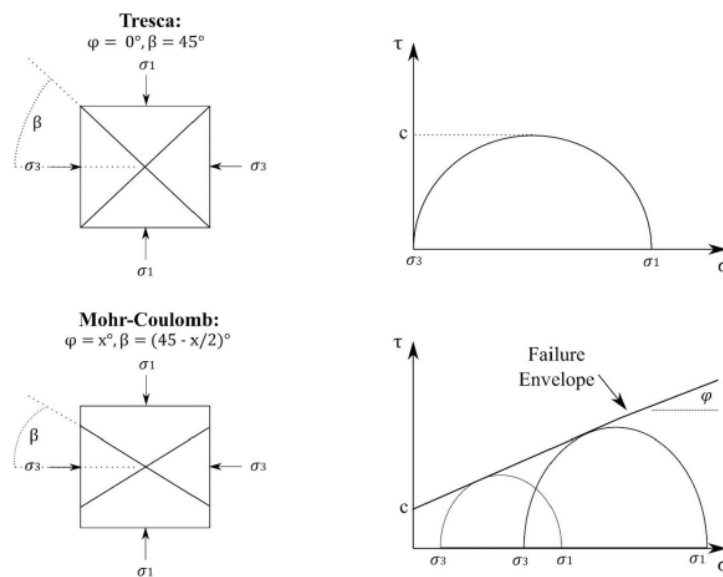 Tresca:
φ = 0°, β = 45°
σ1
β
σ3
σ3
σ1
τ
c
σ3
σ1
Mohr-Coulomb:
φ = x°, β = (45 - x/2)°
σ1
β
σ3
σ3
σ1
τ
Failure
Envelope
φ
c
σ3
σ3
σ1
σ1